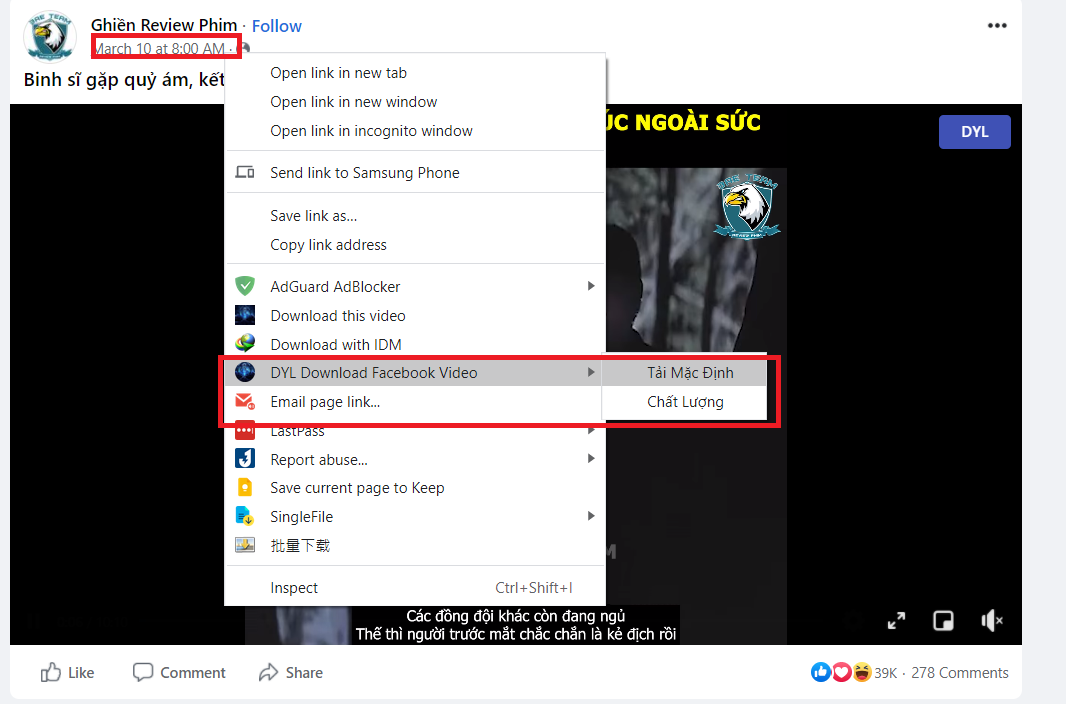 Ghiền Review Phim · Follow
March 10 at 8:00 AM ·
Binh sĩ gặp quỷ ám, kết
ÚC NGOÀI SỨC
DYL
Open link in new tab
Open link in new window
Open link in incognito window
Send link to Samsung Phone
Save link as...
Copy link address
AdGuard AdBlocker
Download this video
Download with IDM
DYL Download Facebook Video
Tải Mặc Định
Email page link...
Chất Lượng
LastPass
Report abuse...
Save current page to Keep
SingleFile
批量下载
Inspect Ctrl+Shift+I
Các đồng đội khác còn đang ngủ
Thế thì người trước mắt chắc chắn là kẻ địch rồi
Like Comment Share
39K · 278 Comments